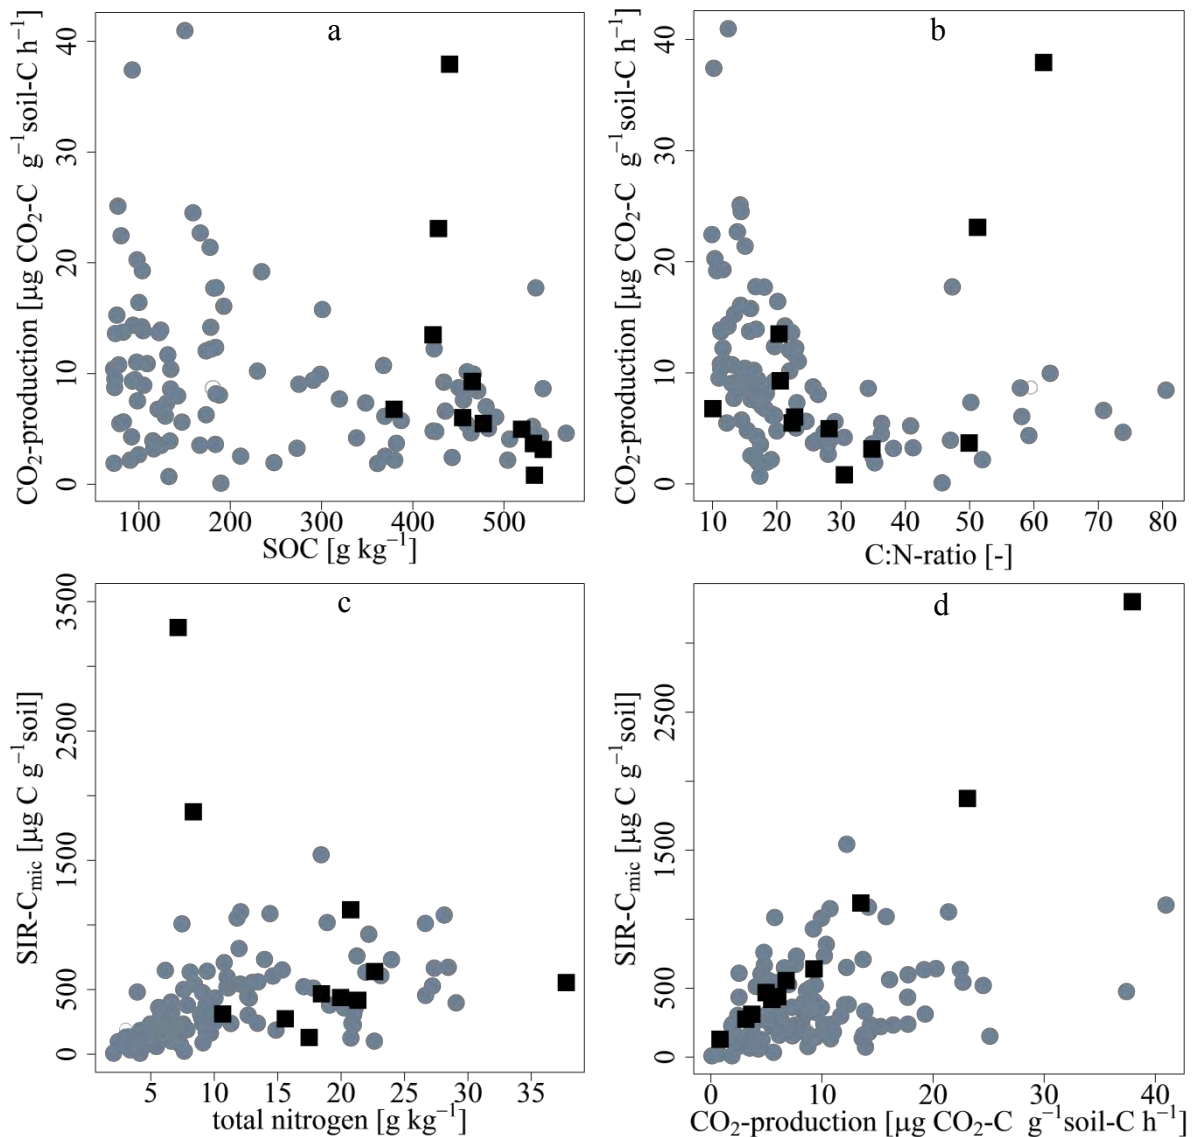 a
CO₂-production [µg CO₂-C g⁻¹soil-C h⁻¹]
0 10 20 30 40
100 200 300 400 500
SOC [g kg⁻¹]
b
CO₂-production [µg CO₂-C g⁻¹soil-C h⁻¹]
0 10 20 30 40
10 20 30 40 50 60 70 80
C:N-ratio [-]
c
SIR-Cmic [µg C g⁻¹soil]
0 500 1500 2500 3500
5 10 15 20 25 30 35
total nitrogen [g kg⁻¹]
d
SIR-Cmic [µg C g⁻¹soil]
0 500 1500 2500
0 10 20 30 40
CO₂-production [µg CO₂-C g⁻¹soil-C h⁻¹]